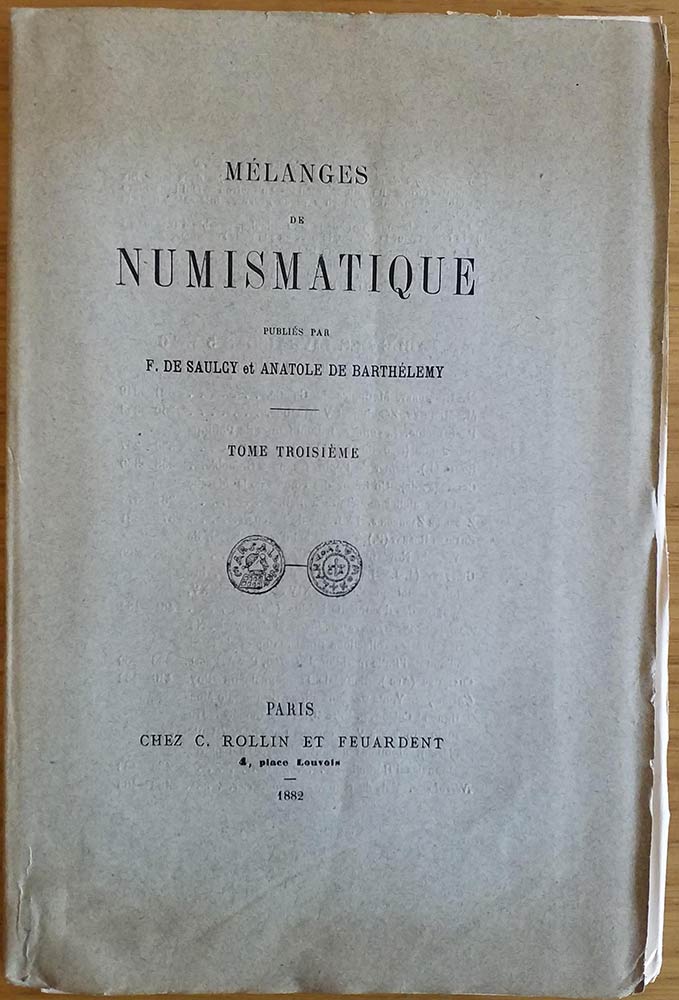 MÉLANGES
DE
NUMISMATIQUE
PUBLIÉS PAR
F. DE SAULCY et ANATOLE DE BARTHÉLEMY
TOME TROISIÈME
PARIS
CHEZ C. ROLLIN ET FEUARDENT
4, place Louvois
1882